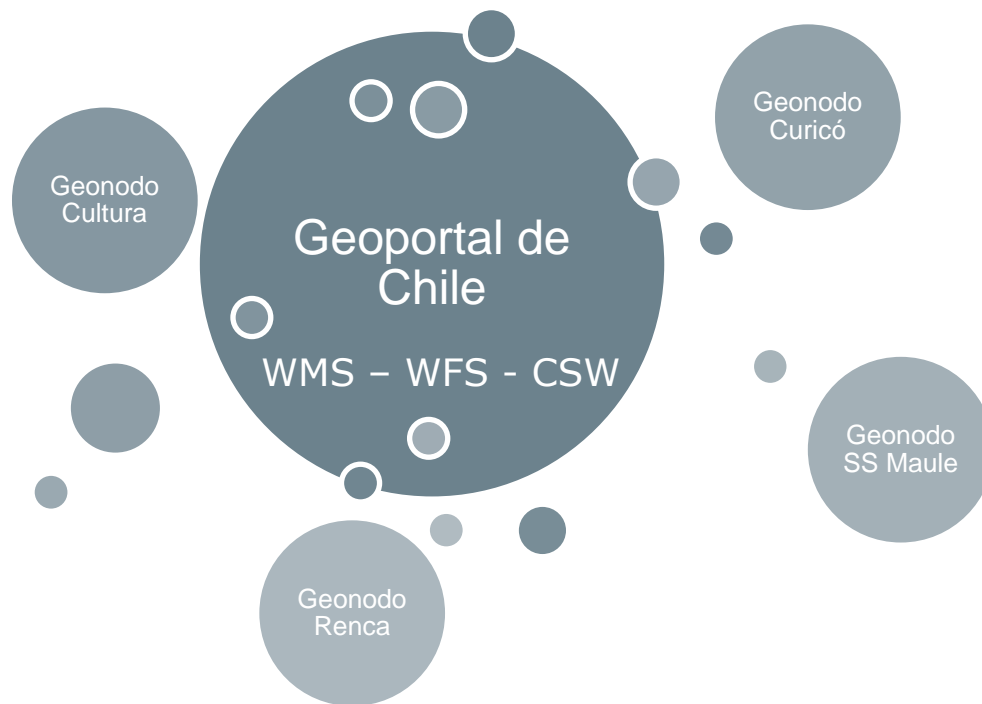 Geonodo
Curicó
Geonodo
Cultura
Geoportal de
Chile
WMS – WFS - CSW
Geonodo
SS Maule
Geonodo
Renca